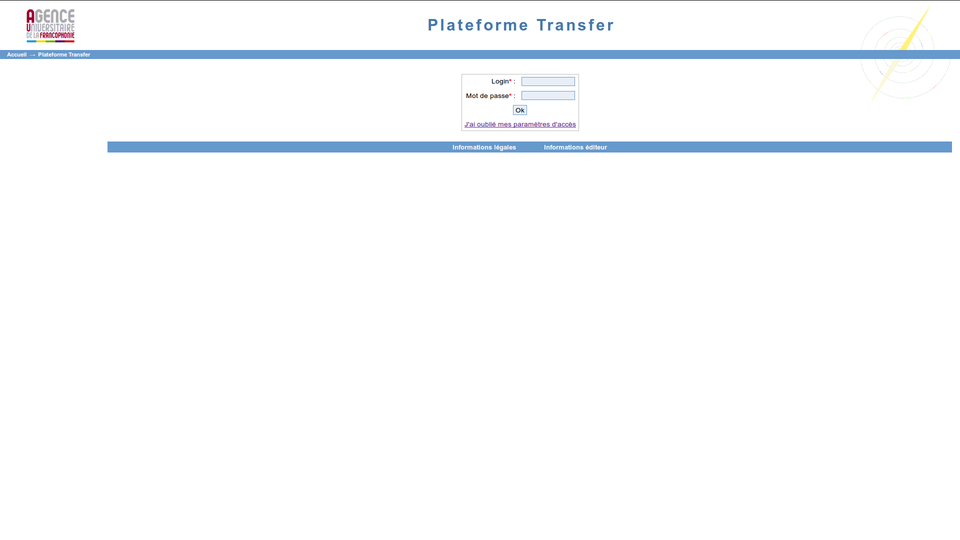 AGENCE
UNIVERSITAIRE
DE LA FRANCOPHONIE
Plateforme Transfer
Accueil → Plateforme Transfer
Login* :
Mot de passe* :
Ok
J'ai oublié mes paramètres d'accès
Informations légales Informations éditeur